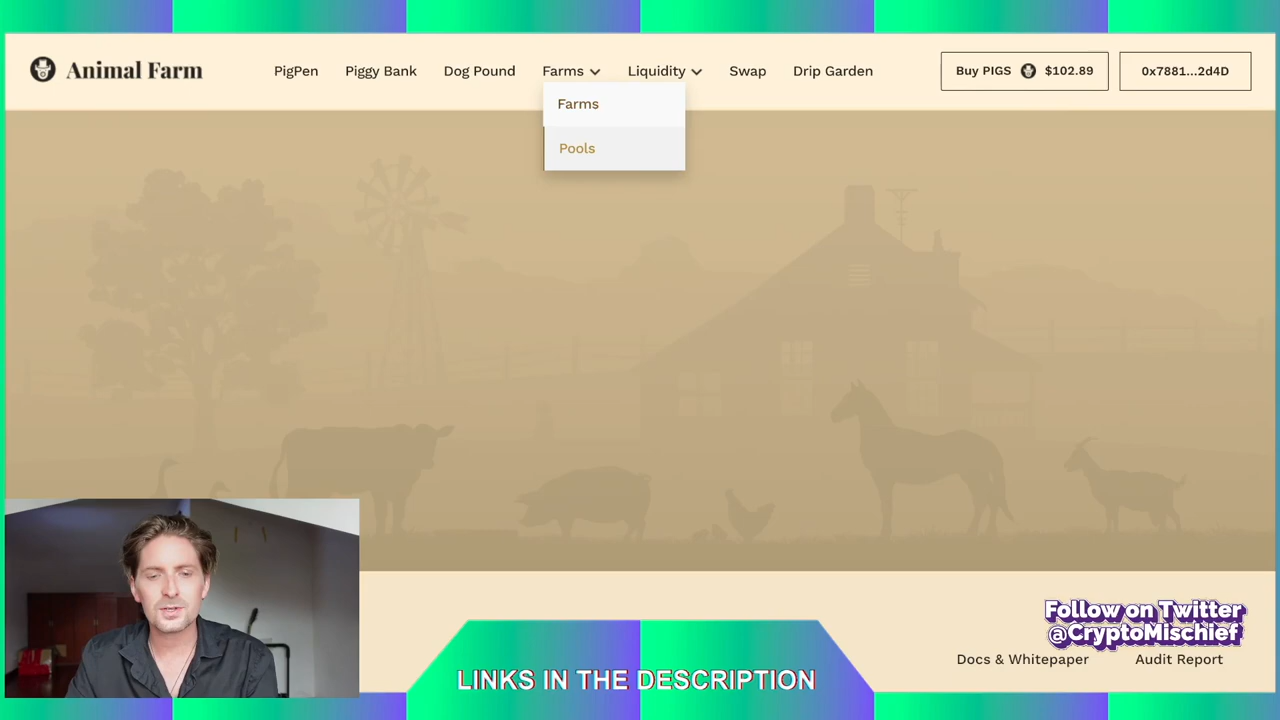 Animal Farm
PigPen
Piggy Bank
Dog Pound
Farms
Liquidity
Swap
Drip Garden
Buy PIGS $102.89
0x7881...2d4D
Farms
Pools
Follow on Twitter
@CryptoMischief
Docs & Whitepaper
Audit Report
LINKS IN THE DESCRIPTION